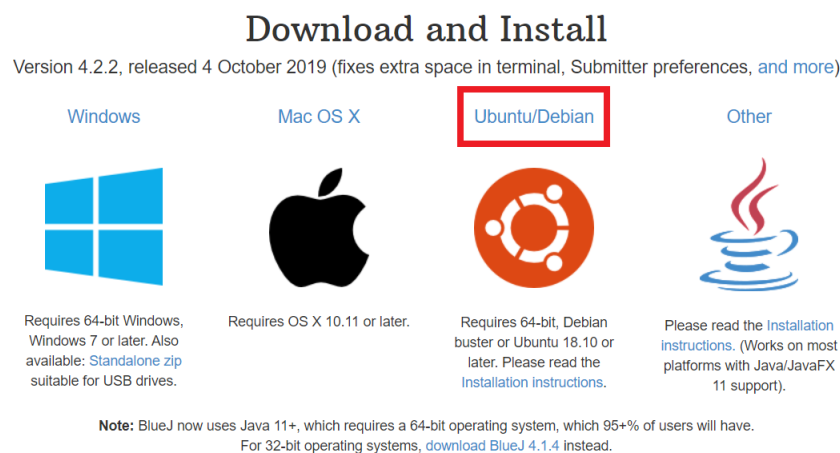 Download and Install
Version 4.2.2, released 4 October 2019 (fixes extra space in terminal, Submitter preferences, and more)
Windows
Mac OS X
Ubuntu/Debian
Other
Requires 64-bit Windows,
Windows 7 or later. Also
available: Standalone zip
suitable for USB drives.
Requires OS X 10.11 or later.
Requires 64-bit, Debian
buster or Ubuntu 18.10 or
later. Please read the
Installation instructions.
Please read the Installation
instructions. (Works on most
platforms with Java/JavaFX
11 support).
Note: BlueJ now uses Java 11+, which requires a 64-bit operating system, which 95+% of users will have.
For 32-bit operating systems, download BlueJ 4.1.4 instead.